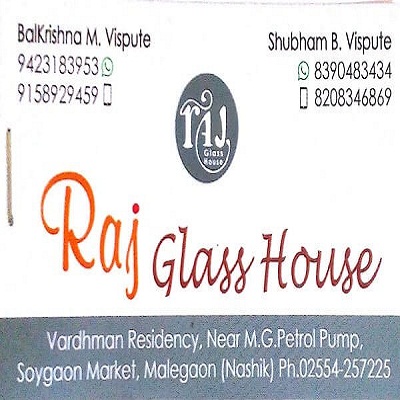 BalKrishna M. Vispute
9423183953
9158929459
Shubham B. Vispute
8390483434
8208346869
raj
Glass
House
Raj Glass House
Vardhman Residency, Near M.G.Petrol Pump,
Soygaon Market, Malegaon (Nashik) Ph.02554-257225